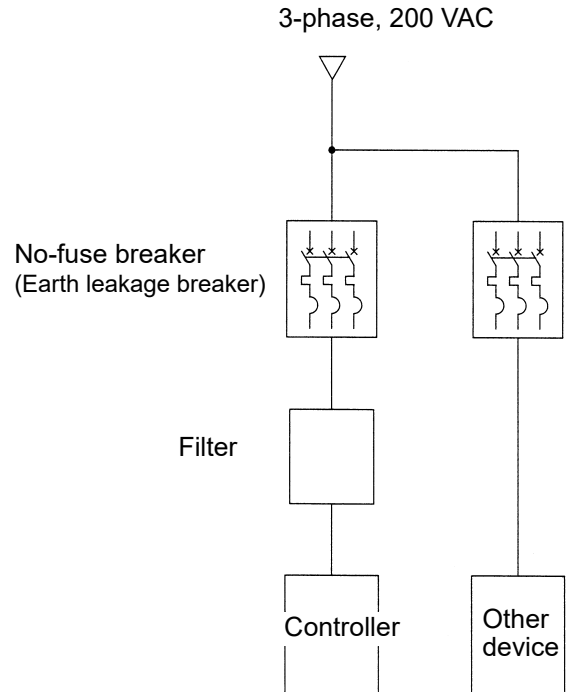 3-phase, 200 VAC
No-fuse breaker
(Earth leakage breaker)
Filter
Controller
Other
device